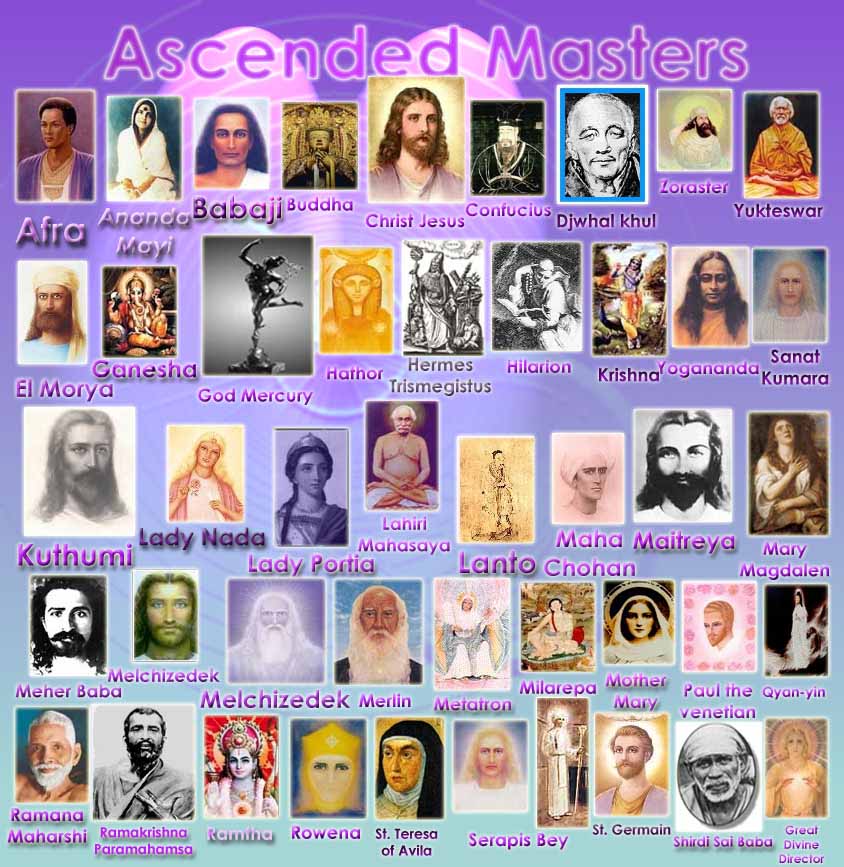 Ascended Masters
Afra
Ananda
Mayi
Babaji
Buddha
Christ Jesus
Confucius
Djwhal khul
Zoraster
Yukteswar
El Morya
Ganesha
God Mercury
Hathor
Hermes
Trismegistus
Hilarion
Krishna
Yogananda
Sanat
Kumara
Kuthumi
Lady Nada
Lady Portia
Lahiri
Mahasaya
Lanto
Maha
Chohan
Maitreya
Mary
Magdalen
Meher Baba
Melchizedek
Melchizedek
Merlin
Metatron
Milarepa
Mother
Mary
Paul the
venetian
Qyan-yin
Ramana
Maharshi
Ramakrishna
Paramahamsa
Ramtha
Rowena
St. Teresa
of Avila
Serapis Bey
St. Germain
Shirdi Sai Baba
Great
Divine
Director